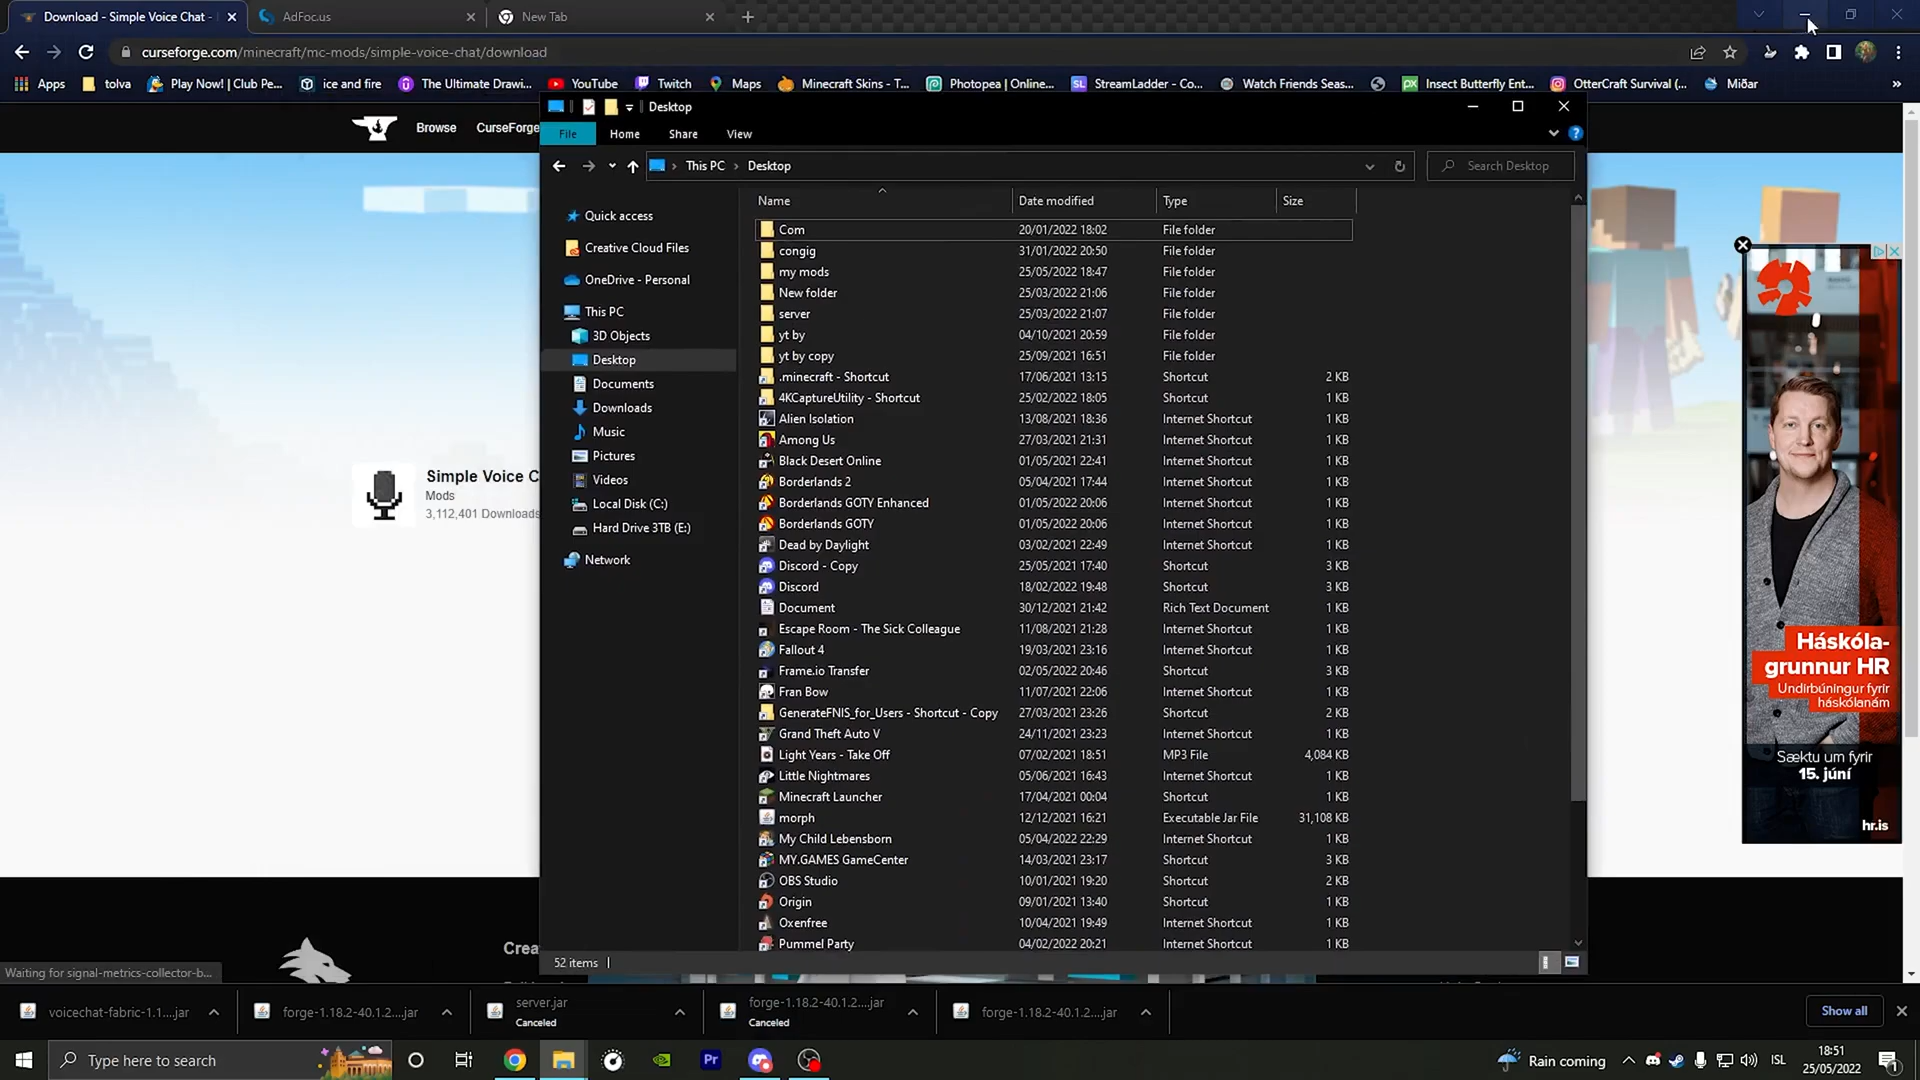 Download - Simple Voice Chat -
AdFoc.us
New Tab
curseforge.com/minecraft/mc-mods/simple-voice-chat/download
Apps
tolva
Play Now! | Club Pe...
ice and fire
The Ultimate Drawi...
YouTube
Twitch
Maps
Minecraft Skins - T...
Photopea | Online...
StreamLadder - Co...
Watch Friends Seas...
Insect Butterfly Ent...
OtterCraft Survival (...
Miðar
Desktop
Browse
CurseForge
File
Home
Share
View
This PC
Desktop
Search Desktop
Name
Date modified
Type
Size
Quick access
Creative Cloud Files
OneDrive - Personal
This PC
3D Objects
Desktop
Documents
Downloads
Music
Pictures
Videos
Local Disk (C:)
Hard Drive 3TB (E:)
Network
Com 20/01/2022 18:02 File folder
congig 31/01/2022 20:50 File folder
my mods 25/05/2022 18:47 File folder
New folder 25/03/2022 21:06 File folder
server 25/03/2022 21:07 File folder
yt by 04/10/2021 20:59 File folder
yt by copy 25/09/2021 16:51 File folder
.minecraft - Shortcut 17/06/2021 13:15 Shortcut 2 KB
4KCaptureUtility - Shortcut 25/02/2022 18:05 Shortcut 1 KB
Alien Isolation 13/08/2021 18:36 Internet Shortcut 1 KB
Among Us 27/03/2021 21:31 Internet Shortcut 1 KB
Black Desert Online 01/05/2021 22:41 Internet Shortcut 1 KB
Borderlands 2 05/04/2021 17:44 Internet Shortcut 1 KB
Borderlands GOTY Enhanced 01/05/2022 20:06 Internet Shortcut 1 KB
Borderlands GOTY 01/05/2022 20:06 Internet Shortcut 1 KB
Dead by Daylight 03/02/2021 22:49 Internet Shortcut 1 KB
Discord - Copy 25/05/2021 17:40 Shortcut 3 KB
Discord 18/02/2022 19:48 Shortcut 3 KB
Document 30/12/2021 21:42 Rich Text Document 1 KB
Escape Room - The Sick Colleague 11/08/2021 21:28 Internet Shortcut 1 KB
Fallout 4 19/03/2021 23:16 Internet Shortcut 1 KB
Frame.io Transfer 02/05/2022 20:46 Shortcut 3 KB
Fran Bow 11/07/2021 22:06 Internet Shortcut 1 KB
GenerateFNIS_for_Users - Shortcut - Copy 27/03/2021 23:26 Shortcut 2 KB
Grand Theft Auto V 24/11/2021 23:23 Internet Shortcut 1 KB
Light Years - Take Off 07/02/2021 18:51 MP3 File 4,084 KB
Little Nightmares 05/06/2021 16:43 Internet Shortcut 1 KB
Minecraft Launcher 17/04/2021 00:04 Shortcut 1 KB
morph 12/12/2021 16:21 Executable Jar File 31,108 KB
My Child Lebensborn 05/04/2022 22:29 Internet Shortcut 1 KB
MY.GAMES GameCenter 14/03/2021 23:17 Shortcut 3 KB
OBS Studio 10/01/2021 19:20 Shortcut 2 KB
Origin 09/01/2021 13:40 Shortcut 1 KB
Oxenfree 10/04/2021 19:49 Internet Shortcut 1 KB
Pummel Party 04/02/2022 20:21 Internet Shortcut 1 KB
52 items
Simple Voice C
Mods
3,112,401 Downloads
Crea
Waiting for signal-metrics-collector-b...
Háskóla-
grunnur HR
Undirbúningur fyrir
háskólanám
Sæktu um fyrir
15. júní
hr.is
voicechat-fabric-1.1....jar
forge-1.18.2-40.1.2....jar
server.jar
Canceled
forge-1.18.2-40.1.2....jar
Canceled
forge-1.18.2-40.1.2....jar
Show all
Type here to search
Pr
Rain coming
ISL
18:51
25/05/2022
1